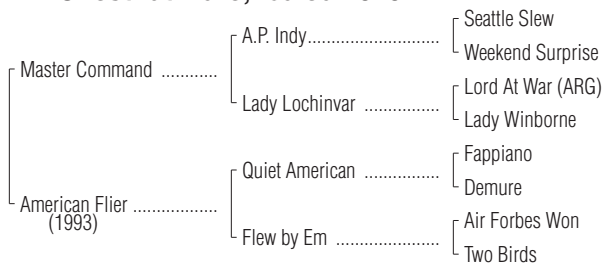 Seattle Slew
A.P. Indy..............................
Weekend Surprise
Master Command ............
Lord At War (ARG)
Lady Lochinvar .................
Lady Winborne
Fappiano
Quiet American .................
Demure
American Flier ...................
(1993)
Air Forbes Won
Flew by Em .......................
Two Birds